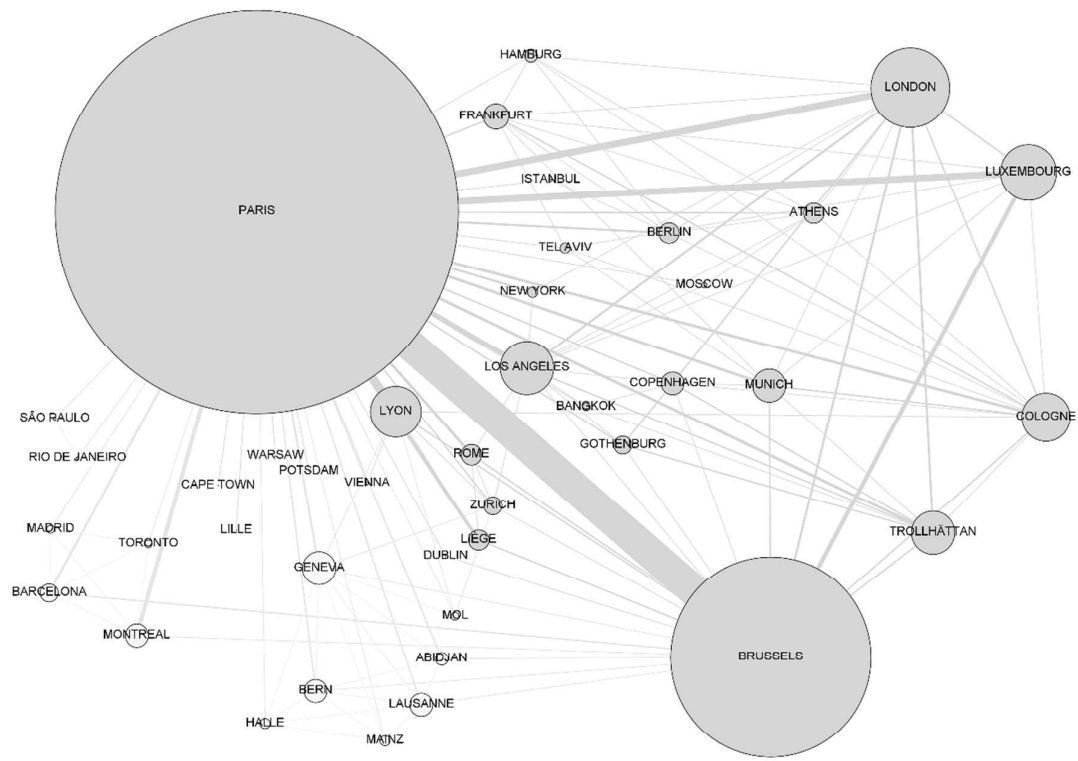 HAMBURG
LONDON
FRANKFURT
LUXEMBOURG
ISTANBUL
PARIS
ATHENS
BERLIN
TEL AVIV
MOSCOW
NEW YORK
LOS ANGELES
COPENHAGEN
MUNICH
BANGKOK
LYON
COLOGNE
SÃO PAULO
GOTHENBURG
RIO DE JANEIRO
WARSAW
ROME
POTSDAM
CAPE TOWN
VIENNA
ZURICH
MADRID
LILLE
TROLLHÄTTAN
TORONTO
LIEGE
DUBLIN
GENEVA
BARCELONA
MOL
MONTREAL
ABIDJAN
BRUSSELS
BERN
LAUSANNE
HALLE
MAINZ